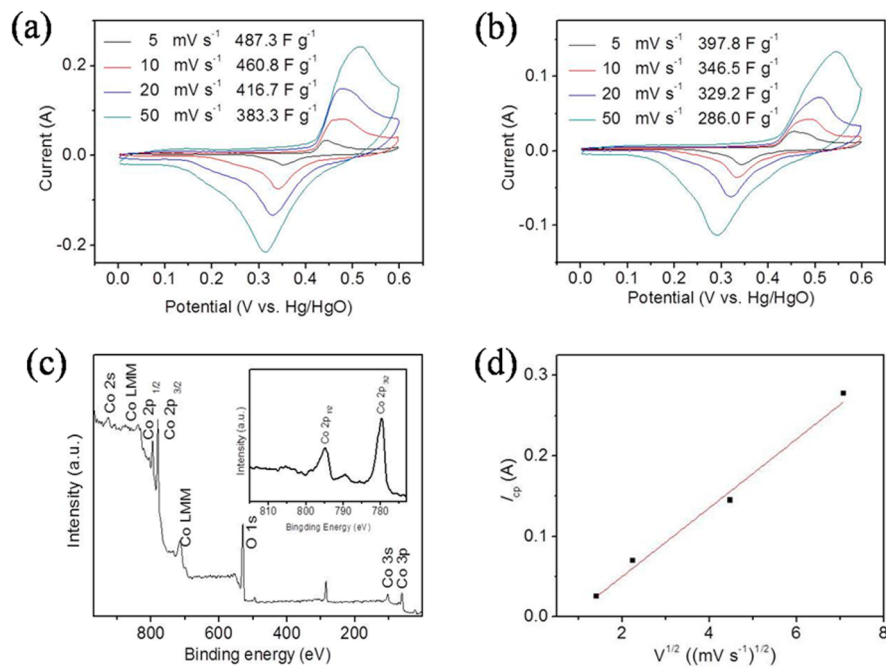 (a)
5 mV s-1 487.3 F g-1
10 mV s-1 460.8 F g-1
20 mV s-1 416.7 F g-1
50 mV s-1 383.3 F g-1
0.2
0.0
-0.2
Current (A)
0.0 0.1 0.2 0.3 0.4 0.5 0.6
Potential (V vs. Hg/HgO)
(b)
5 mV s-1 397.8 F g-1
10 mV s-1 346.5 F g-1
20 mV s-1 329.2 F g-1
50 mV s-1 286.0 F g-1
0.1
0.0
-0.1
Current (A)
0.0 0.1 0.2 0.3 0.4 0.5 0.6
Potential (V vs. Hg/HgO)
(c)
Co 2s
Co LMM
Co 2p 1/2
Co 2p 3/2
Co LMM
O 1s
Co 3s
Co 3p
Intensity (a.u.)
800 600 400 200
Binding energy (eV)
Co 2p 1/2
Co 2p 3/2
Intensity (a.u.)
810 800 790 780
Bingding Energy (eV)
(d)
0.3
0.2
0.1
0.0
Icp (A)
2 4 6 8
V1/2 ((mV s-1)1/2)